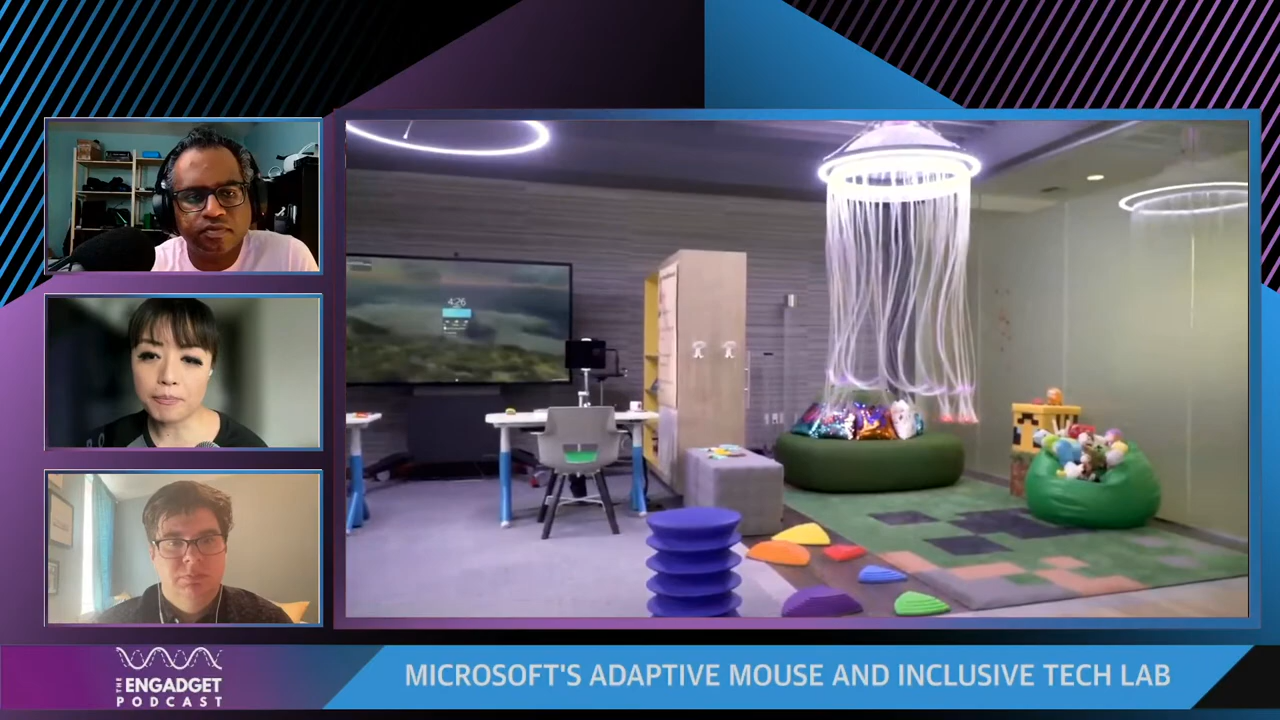 4:26
THE
ENGADGET
PODCAST
MICROSOFT'S ADAPTIVE MOUSE AND INCLUSIVE TECH LAB